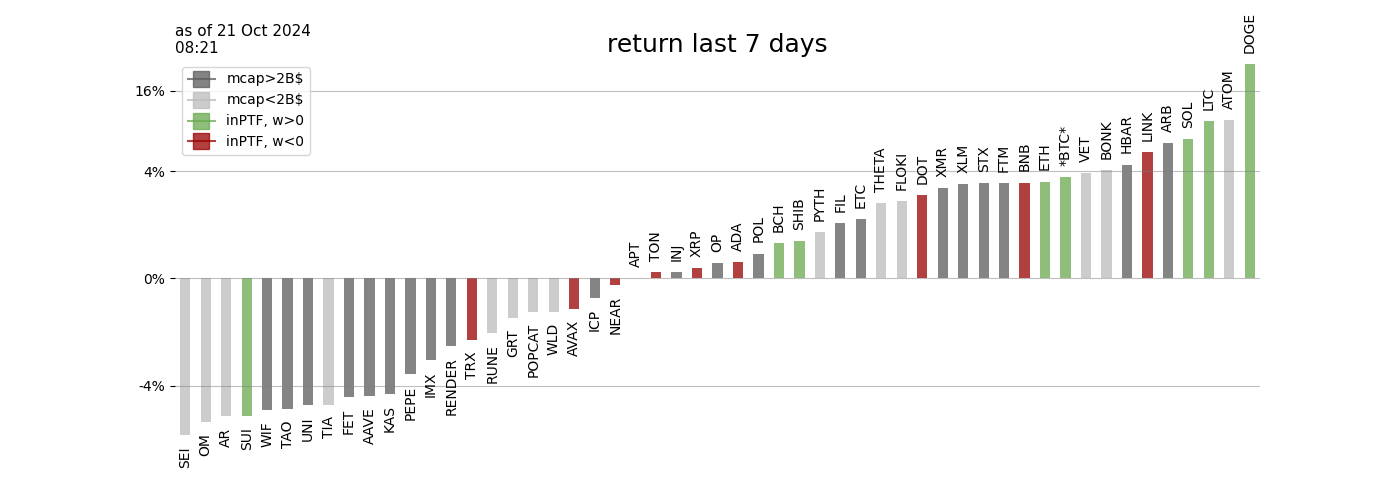 as of 21 Oct 2024
08:21
return last 7 days
mcap>2B$
mcap<2B$
inPTF, w>0
inPTF, w<0
16%
4%
0%
-4%
SEI
OM
AR
SUI
WIF
TAO
UNI
TIA
FET
AAVE
KAS
PEPE
IMX
RENDER
TRX
RUNE
GRT
POPCAT
WLD
AVAX
ICP
NEAR
APT
TON
INJ
XRP
OP
ADA
POL
BCH
SHIB
PYTH
FIL
ETC
THETA
FLOKI
DOT
XMR
XLM
STX
FTM
BNB
ETH
*BTC*
VET
BONK
HBAR
LINK
ARB
SOL
LTC
ATOM
DOGE